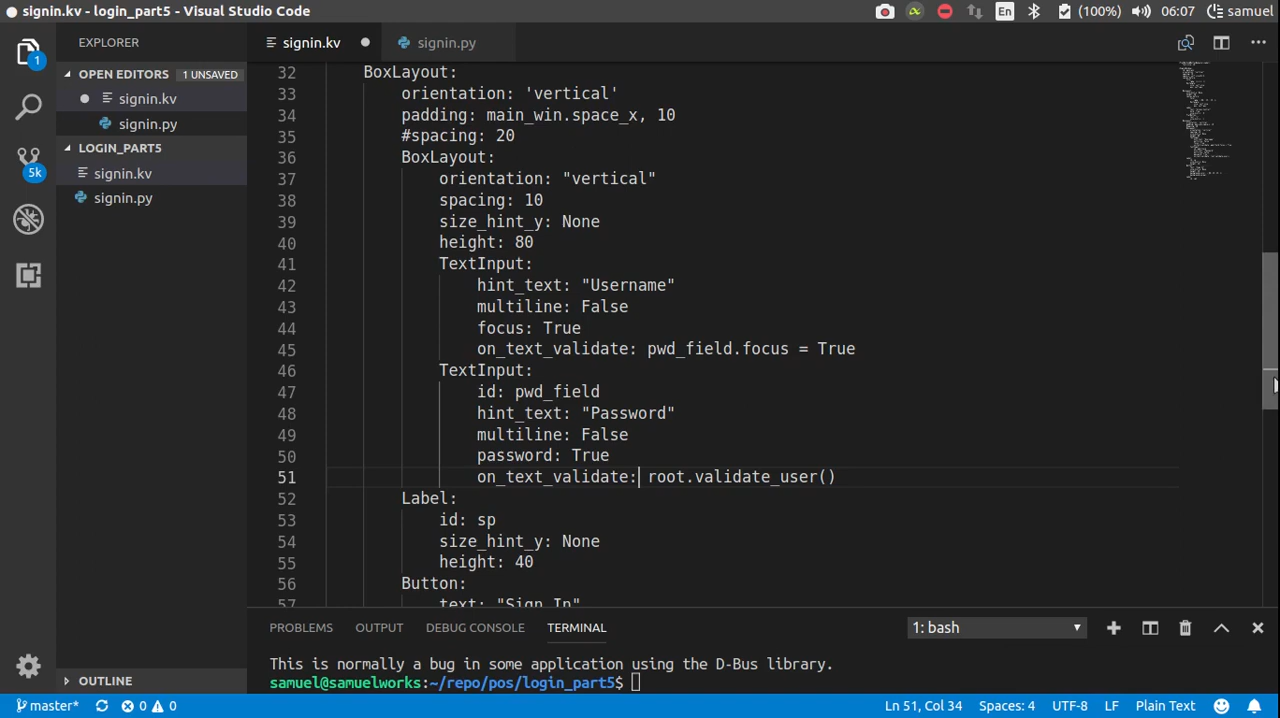 signin.kv - login_part5 - Visual Studio Code
En (100%) 06:07 samuel
EXPLORER
signin.kv
signin.py
1
OPEN EDITORS 1 UNSAVED
signin.kv
signin.py
LOGIN_PART5
signin.kv
signin.py
5k
32 BoxLayout:
33 orientation: 'vertical'
34 padding: main_win.space_x, 10
35 #spacing: 20
36 BoxLayout:
37 orientation: "vertical"
38 spacing: 10
39 size_hint_y: None
40 height: 80
41 TextInput:
42 hint_text: "Username"
43 multiline: False
44 focus: True
45 on_text_validate: pwd_field.focus = True
46 TextInput:
47 id: pwd_field
48 hint_text: "Password"
49 multiline: False
50 password: True
51 on_text_validate: root.validate_user()
52 Label:
53 id: sp
54 size_hint_y: None
55 height: 40
56 Button:
57 text: "Sign In"
PROBLEMS OUTPUT DEBUG CONSOLE TERMINAL 1: bash
This is normally a bug in some application using the D-Bus library.
samuel@samuelworks:~/repo/pos/login_part5$
OUTLINE
master* 0 0 Ln 51, Col 34 Spaces: 4 UTF-8 LF Plain Text